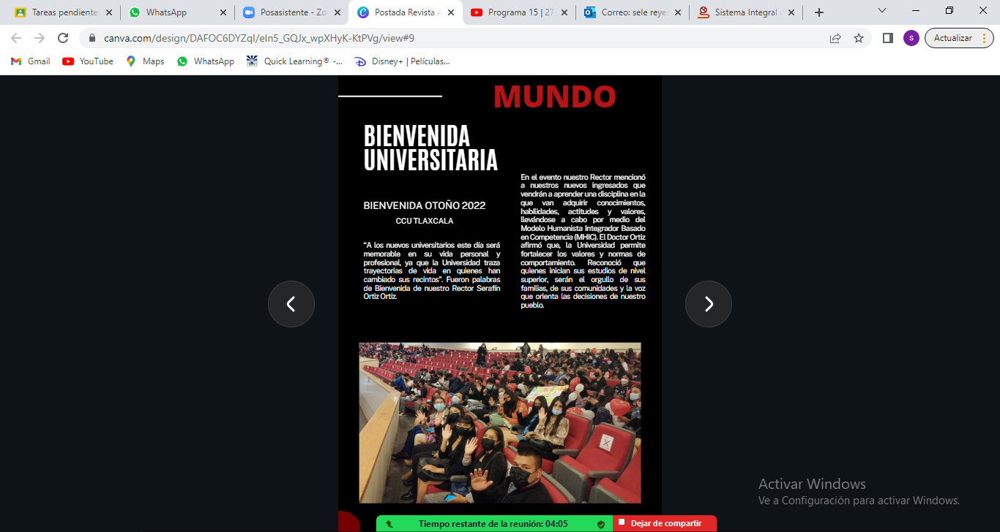 Tareas pendiente
WhatsApp
Posasistente - Zo
Postada Revista A
Programa 15 | 27
Correo: sele reye
Sistema Integral
canva.com/design/DAFOC6DYZqI/eIn5_GQJx_wpXHyK-KtPVg/view#9
S
Actualizar
Gmail
YouTube
Maps
WhatsApp
Quick Learning® -...
Disney+ | Películas...
MUNDO
BIENVENIDA
UNIVERSITARIA
BIENVENIDA OTOÑO 2022
CCU TLAXCALA
“A los nuevos universitarios este día será
memorable en su vida personal y
profesional, ya que la Universidad traza
trayectorias de vida en quienes han
cambiado sus recintos”. Fueron palabras
de Bienvenida de nuestro Rector Serafín
Ortiz Ortiz.
En el evento nuestro Rector mencionó
a nuestros nuevos ingresados que
vendrán a aprender una disciplina en la
que van adquirir conocimientos,
habilidades, actitudes y valores,
llevándose a cabo por medio del
Modelo Humanista Integrador Basado
en Competencia (MHIC). El Doctor Ortiz
afirmó que, la Universidad permite
fortalecer los valores y normas de
comportamiento. Reconoció que
quienes inician sus estudios de nivel
superior, serán el orgullo de sus
familias, de sus comunidades y la voz
que orienta las decisiones de nuestro
pueblo.
Activar Windows
Ve a Configuración para activar Windows.
Tiempo restante de la reunión: 04:05
Dejar de compartir